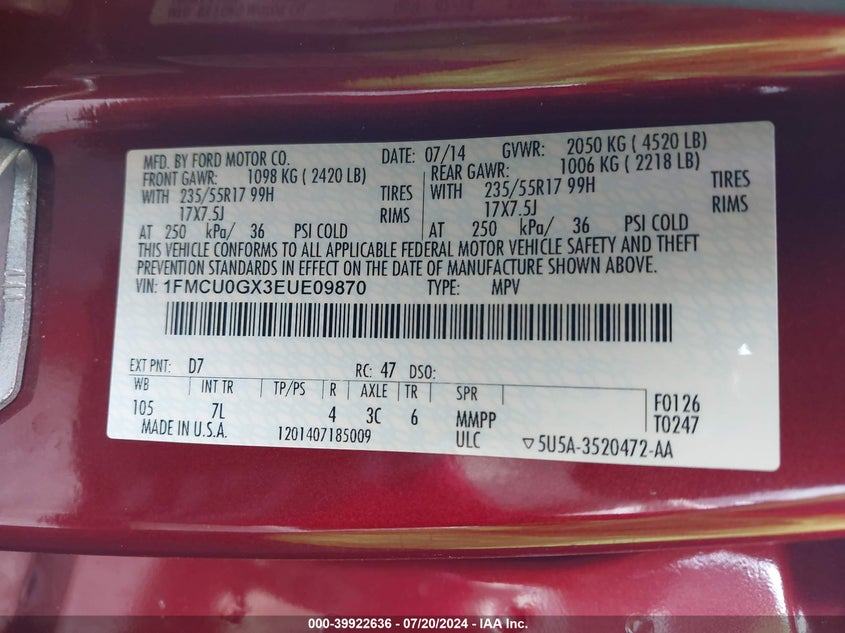 MFD. BY FORD MOTOR CO. DATE: 07/14 GVWR: 2050 KG ( 4520 LB)
FRONT GAWR: 1098 KG ( 2420 LB) REAR GAWR: 1006 KG ( 2218 LB)
WITH 235/55R17 99H TIRES WITH 235/55R17 99H TIRES
17X7.5J RIMS 17X7.5J RIMS
AT 250 kPa/ 36 PSI COLD AT 250 kPa/ 36 PSI COLD
THIS VEHICLE CONFORMS TO ALL APPLICABLE FEDERAL MOTOR VEHICLE SAFETY AND THEFT
PREVENTION STANDARDS IN EFFECT ON THE DATE OF MANUFACTURE SHOWN ABOVE.
VIN: 1FMCU0GX3EUE09870 TYPE: MPV
EXT PNT: D7 RC: 47 DSO:
WB INT TR TP/PS R AXLE TR SPR
105 7L 4 3C 6 MMPP F0126
MADE IN U.S.A. 1201407185009 ULC T0247
▽5U5A-3520472-AA
000-39922636 - 07/20/2024 - IAA Inc.